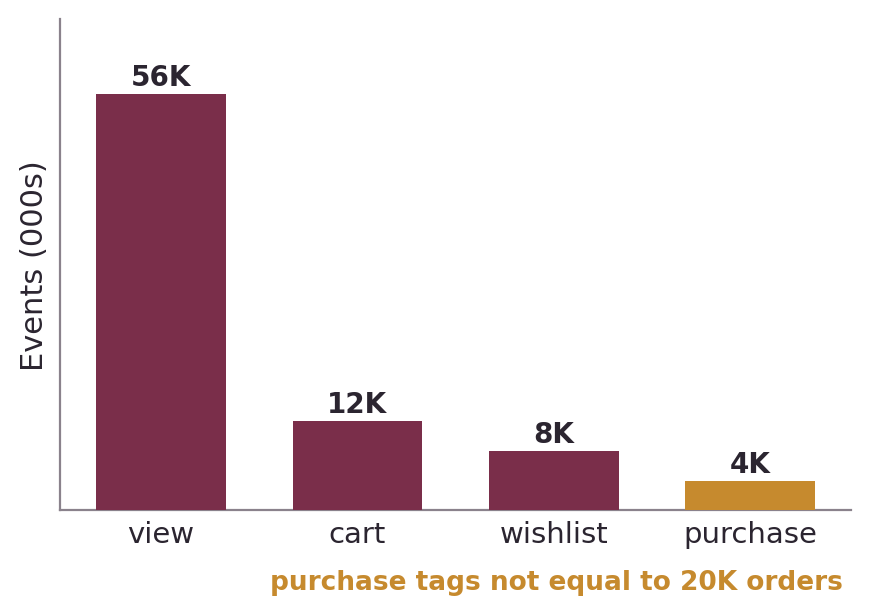 Events (000s)
56K
12K
8K
4K
view
cart
wishlist
purchase
purchase tags not equal to 20K orders